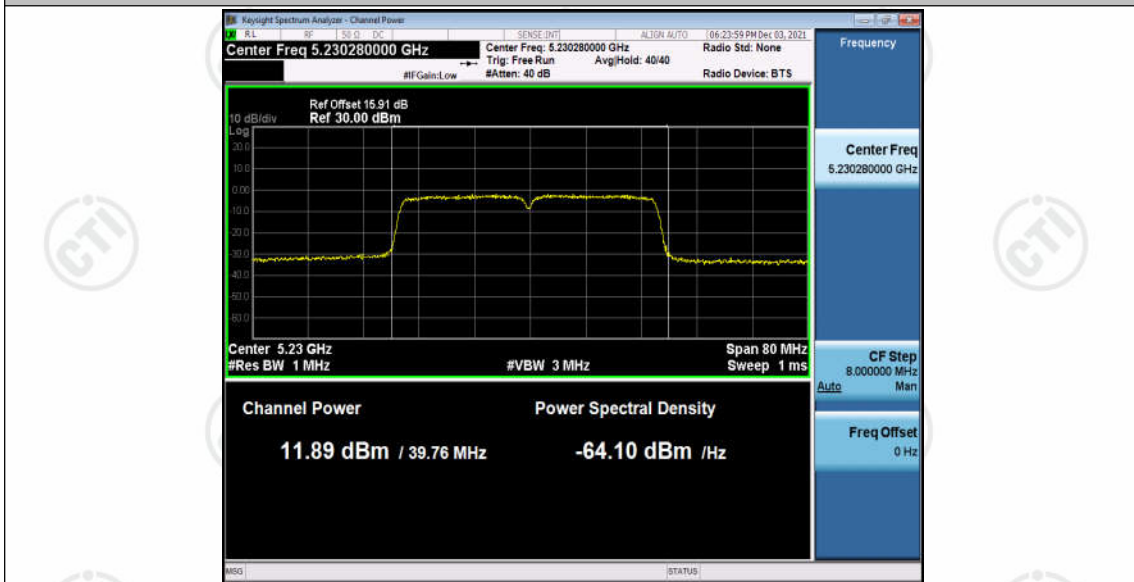 Keysight Spectrum Analyzer - Channel Power
RL RF 50 Ω DC SENSE:INT ALIGN AUTO 06:23:59 PM Dec 03, 2021
Center Freq 5.230280000 GHz
Center Freq: 5.230280000 GHz
Radio Std: None
Trig: Free Run Avg|Hold: 40/40
#IFGain:Low #Atten: 40 dB Radio Device: BTS
Frequency
Ref Offset 15.91 dB
10 dB/div Ref 30.00 dBm
Log
20.0
10.0
0.00
-10.0
-20.0
-30.0
-40.0
-50.0
-60.0
Center 5.23 GHz Span 80 MHz
#Res BW 1 MHz #VBW 3 MHz Sweep 1 ms
Center Freq
5.230280000 GHz
CF Step
8.000000 MHz
Auto Man
Freq Offset
0 Hz
Channel Power Power Spectral Density
11.89 dBm / 39.76 MHz -64.10 dBm /Hz
MSG STATUS
CTI
CTI